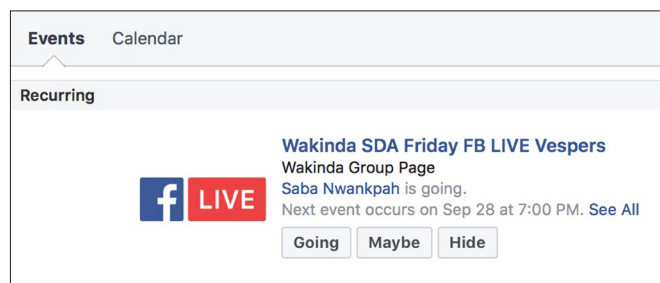 Events Calendar
Recurring
Wakinda SDA Friday FB LIVE Vespers
Wakinda Group Page
Saba Nwankpah is going.
f LIVE
Next event occurs on Sep 28 at 7:00 PM. See All
Going Maybe Hide